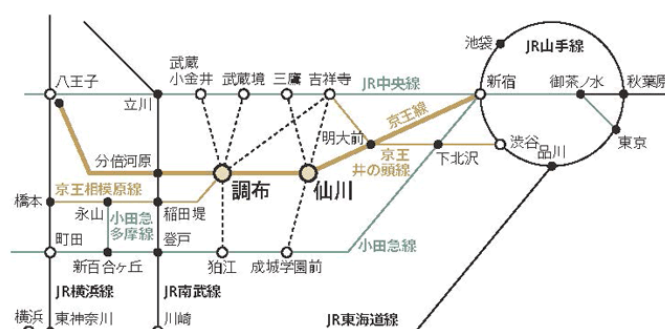 池袋
JR山手線
武蔵
小金井
武蔵境
三鷹
吉祥寺
八王子
立川
JR中央線
新宿
御茶ノ水
秋葉原
京王線
明大前
京王
井の頭線
下北沢
渋谷
東京
品川
分倍河原
調布
仙川
京王相模原線
橋本
永山
小田急
多摩線
稲田堤
町田
新百合ヶ丘
登戸
狛江
成城学園前
小田急線
JR横浜線
JR南武線
横浜
東神奈川
川崎
JR東海道線